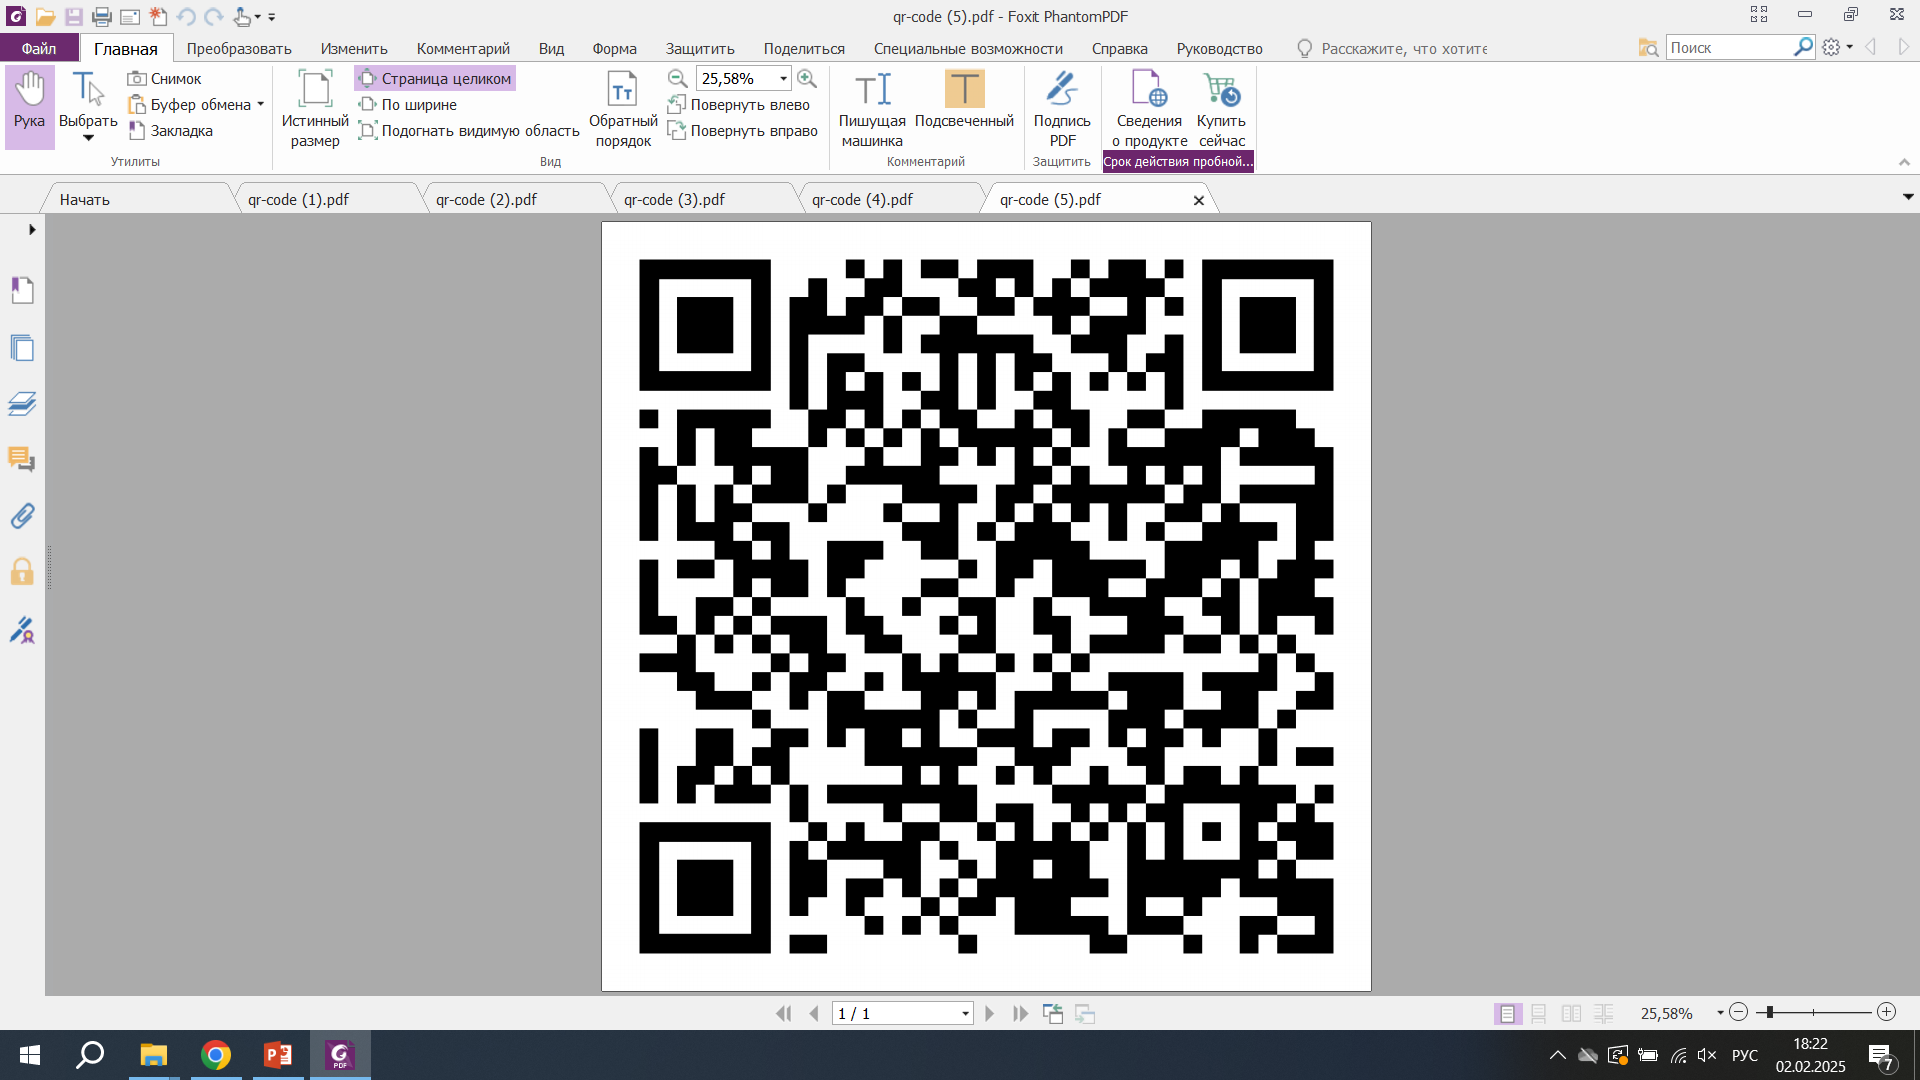 qr-code (5).pdf - Foxit PhantomPDF
Файл
Главная
Преобразовать
Изменить
Комментарий
Вид
Форма
Защитить
Поделиться
Специальные возможности
Справка
Руководство
Расскажите, что хотите
Поиск
Рука
Выбрать
Снимок
Буфер обмена
Закладка
Утилиты
Истинный
размер
Страница целиком
По ширине
Подогнать видимую область
Обратный
порядок
25,58%
Повернуть влево
Повернуть вправо
Вид
Пишущая
машинка
Подсвеченный
Комментарий
Подпись
PDF
Защитить
Сведения
о продукте
Купить
сейчас
Срок действия пробной...
Начать
qr-code (1).pdf
qr-code (2).pdf
qr-code (3).pdf
qr-code (4).pdf
qr-code (5).pdf
1 / 1
25,58%
РУС
18:22
02.02.2025
7